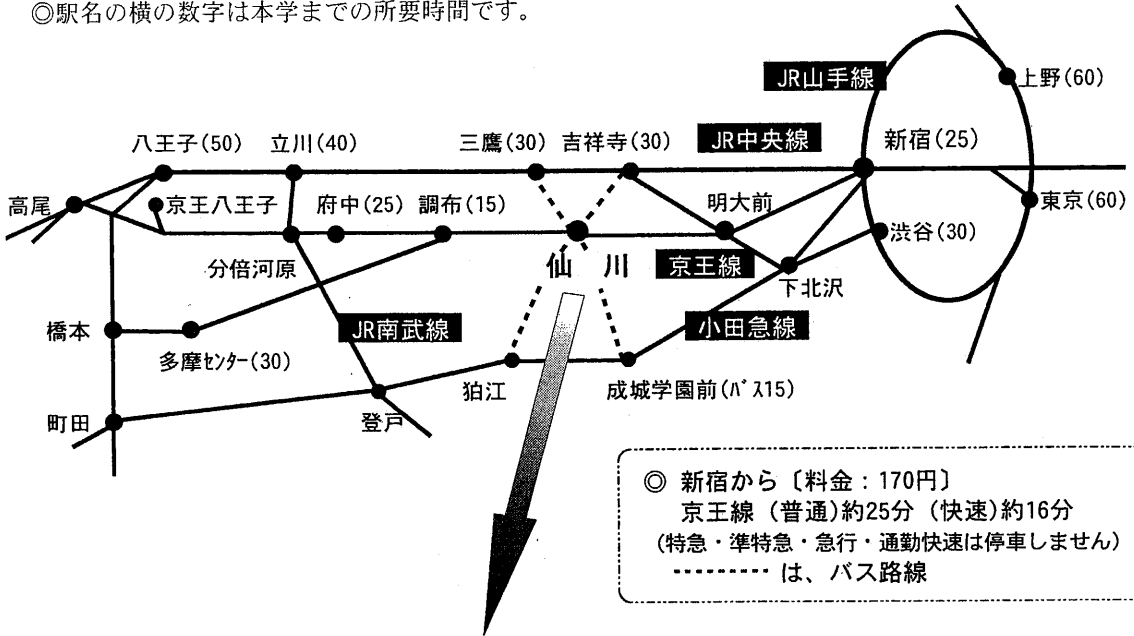 ◎駅名の横の数字は本学までの所要時間です。
JR山手線
上野(60)
八王子(50)
立川(40)
三鷹(30)
吉祥寺(30)
JR中央線
新宿(25)
高尾
京王八王子
府中(25)
調布(15)
明大前
東京(60)
渋谷(30)
分倍河原
仙川
京王線
下北沢
橋本
多摩センター(30)
JR南武線
小田急線
狛江
成城学園前(バス15)
町田
登戸
◎ 新宿から〔料金：170円〕
京王線 (普通)約25分 (快速)約16分
(特急・準特急・急行・通勤快速は停車しません)
は、バス路線